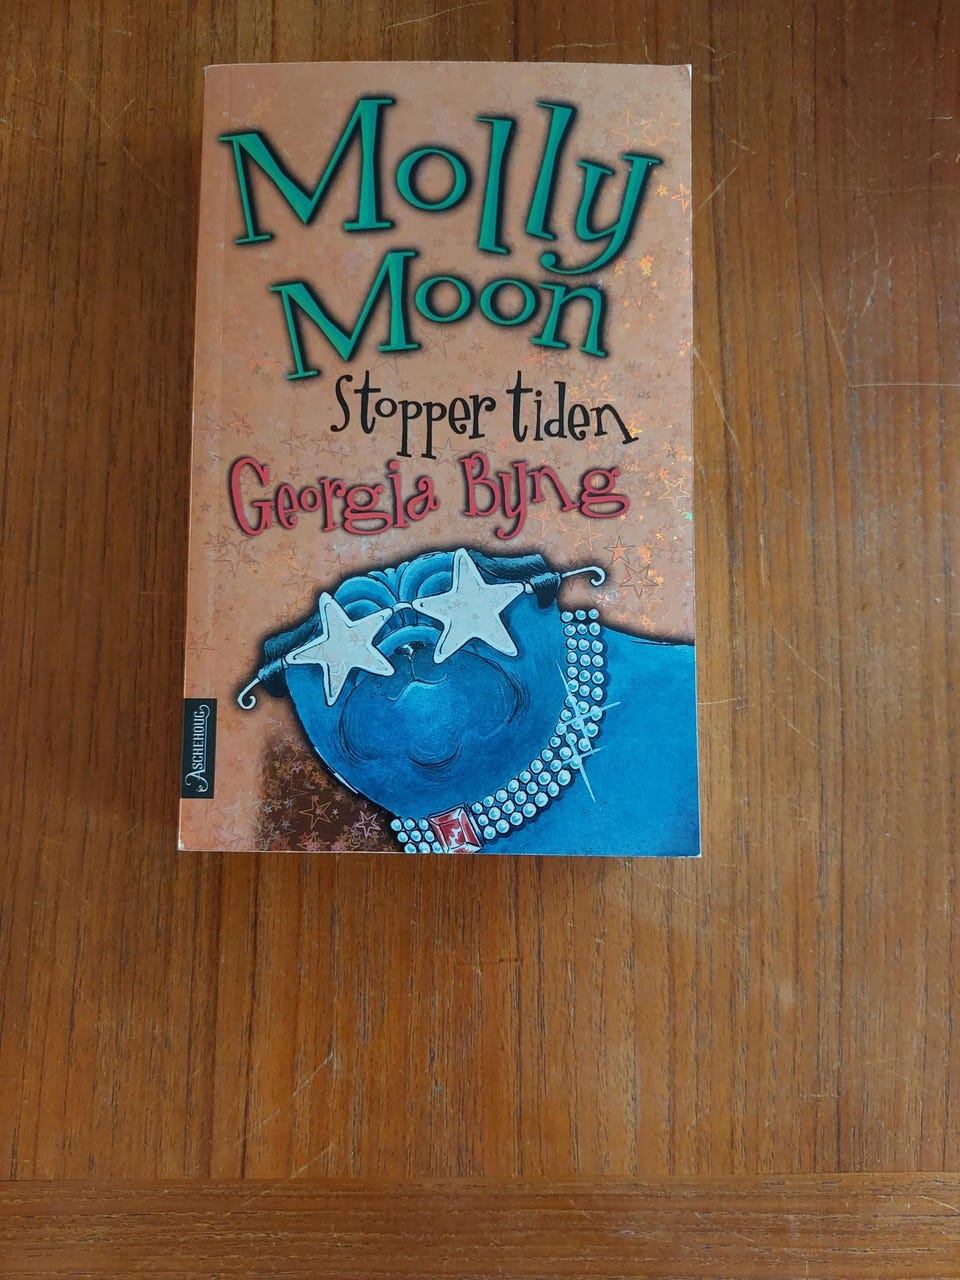 Molly
Moon
Stopper tiden
Georgia Byng
ASCHEHOUG